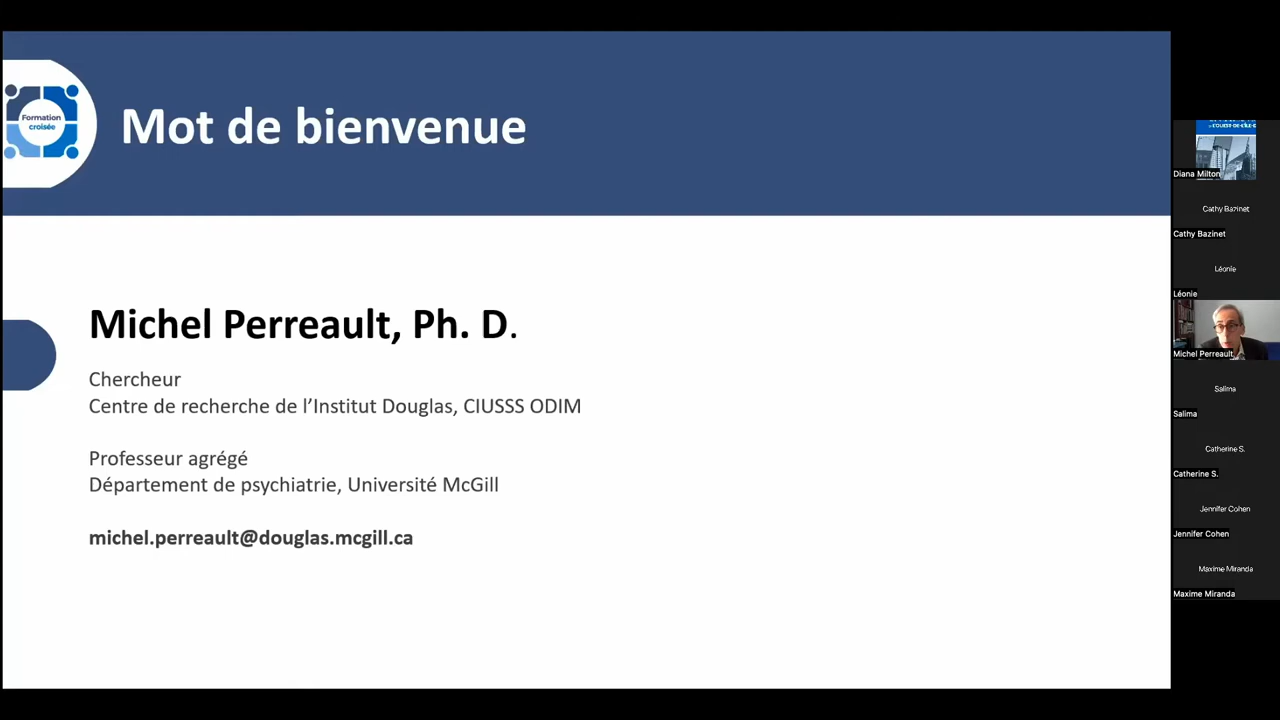 Formation
croisée
Mot de bienvenue
Michel Perreault, Ph. D.
Chercheur
Centre de recherche de l’Institut Douglas, CIUSSS ODIM
Professeur agrégé
Département de psychiatrie, Université McGill
michel.perreault@douglas.mcgill.ca
Diana Milton
Cathy Bazinet
Cathy Bazinet
Léonie
Léonie
Michel Perreault
Salima
Salima
Catherine S.
Catherine S.
Jennifer Cohen
Jennifer Cohen
Maxime Miranda
Maxime Miranda